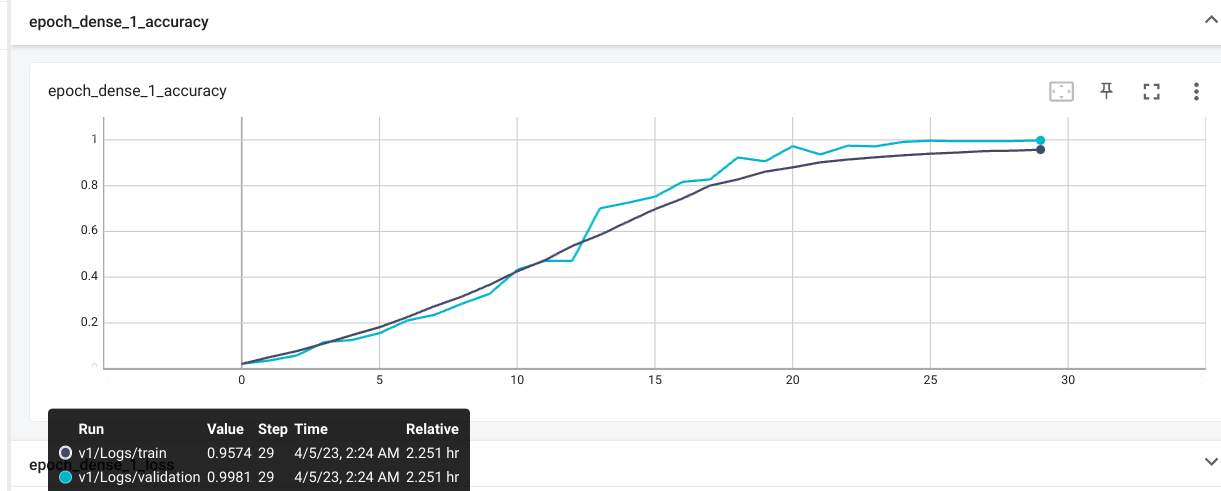 epoch_dense_1_accuracy
epoch_dense_1_accuracy
1
0.8
0.6
0.4
0.2
0
0 5 10 15 20 25 30
Run Value Step Time Relative
v1/Logs/train 0.9574 29 4/5/23, 2:24 AM 2.251 hr
epoch_dense_1_loss
v1/Logs/validation 0.9981 29 4/5/23, 2:24 AM 2.251 hr